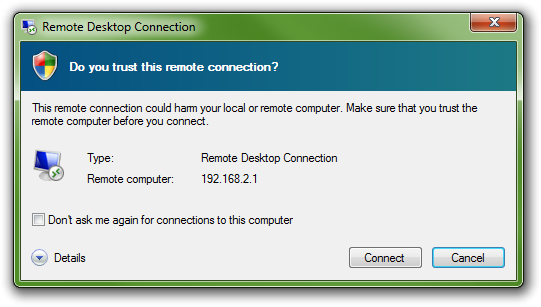 Remote Desktop Connection
Do you trust this remote connection?
This remote connection could harm your local or remote computer. Make sure that you trust the
remote computer before you connect.
Type: Remote Desktop Connection
Remote computer: 192.168.2.1
Don't ask me again for connections to this computer
Details Connect Cancel